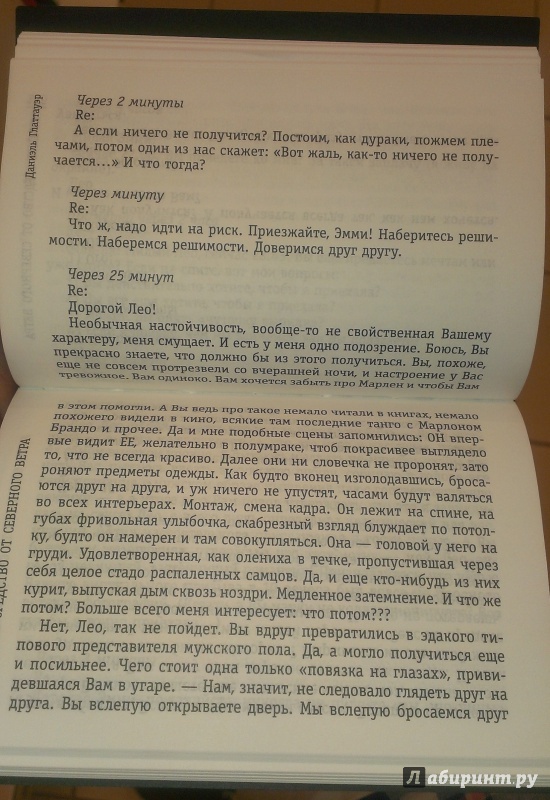 Даниэль Глаттауэр
Через 2 минуты
Re:
А если ничего не получится? Постоим, как дураки, пожмем пле-
чами, потом один из нас скажет: «Вот жаль, как-то ничего не полу-
чается...» И что тогда?
Через минуту
Re:
Что ж, надо идти на риск. Приезжайте, Эмми! Наберитесь реши-
мости. Наберемся решимости. Доверимся друг другу.
Через 25 минут
Re:
Дорогой Лео!
Необычная настойчивость, вообще-то не свойственная Вашему
характеру, меня смущает. И есть у меня одно подозрение. Боюсь, Вы
прекрасно знаете, что должно бы из этого получиться. Вы, похоже,
еще не совсем протрезвели со вчерашней ночи, и настроение у Вас
тревожное. Вам одиноко. Вам хочется забыть про Марлен и чтобы Вам
СРЕДСТВО ОТ СЕВЕРНОГО ВЕТРА
в этом помогли. А Вы ведь про такое немало читали в книгах, немало
похожего видели в кино, всякие там последние танго с Марлоном
Брандо и прочее. Да и мне подобные сцены запомнились: ОН впер-
вые видит ЕЕ, желательно в полумраке, чтоб покрасивее выглядело
то, что не всегда красиво. Далее они ни словечка не проронят, зато
роняют предметы одежды. Как будто вконец изголодавшись, броса-
ются друг на друга, и уж ничего не упустят, часами будут валяться
во всех интерьерах. Монтаж, смена кадра. Он лежит на спине, на
губах фривольная улыбочка, скабрезный взгляд блуждает по потол-
ку, будто он намерен и там совокупляться. Она — головой у него на
груди. Удовлетворенная, как олениха в течке, пропустившая через
себя целое стадо распаленных самцов. Да, и еще кто-нибудь из них
курит, выпуская дым сквозь ноздри. Медленное затемнение. И что же
потом? Больше всего меня интересует: что потом???
Нет, Лео, так не пойдет. Вы вдруг превратились в эдакого ти-
пового представителя мужского пола. Да, а могло получиться еще
и посильнее. Чего стоит одна только «повязка на глазах», приви-
девшаяся Вам в угаре. — Нам, значит, не следовало глядеть друг на
друга. Вы вслепую открываете дверь. Мы вслепую бросаемся друг
Лабиринт.ру